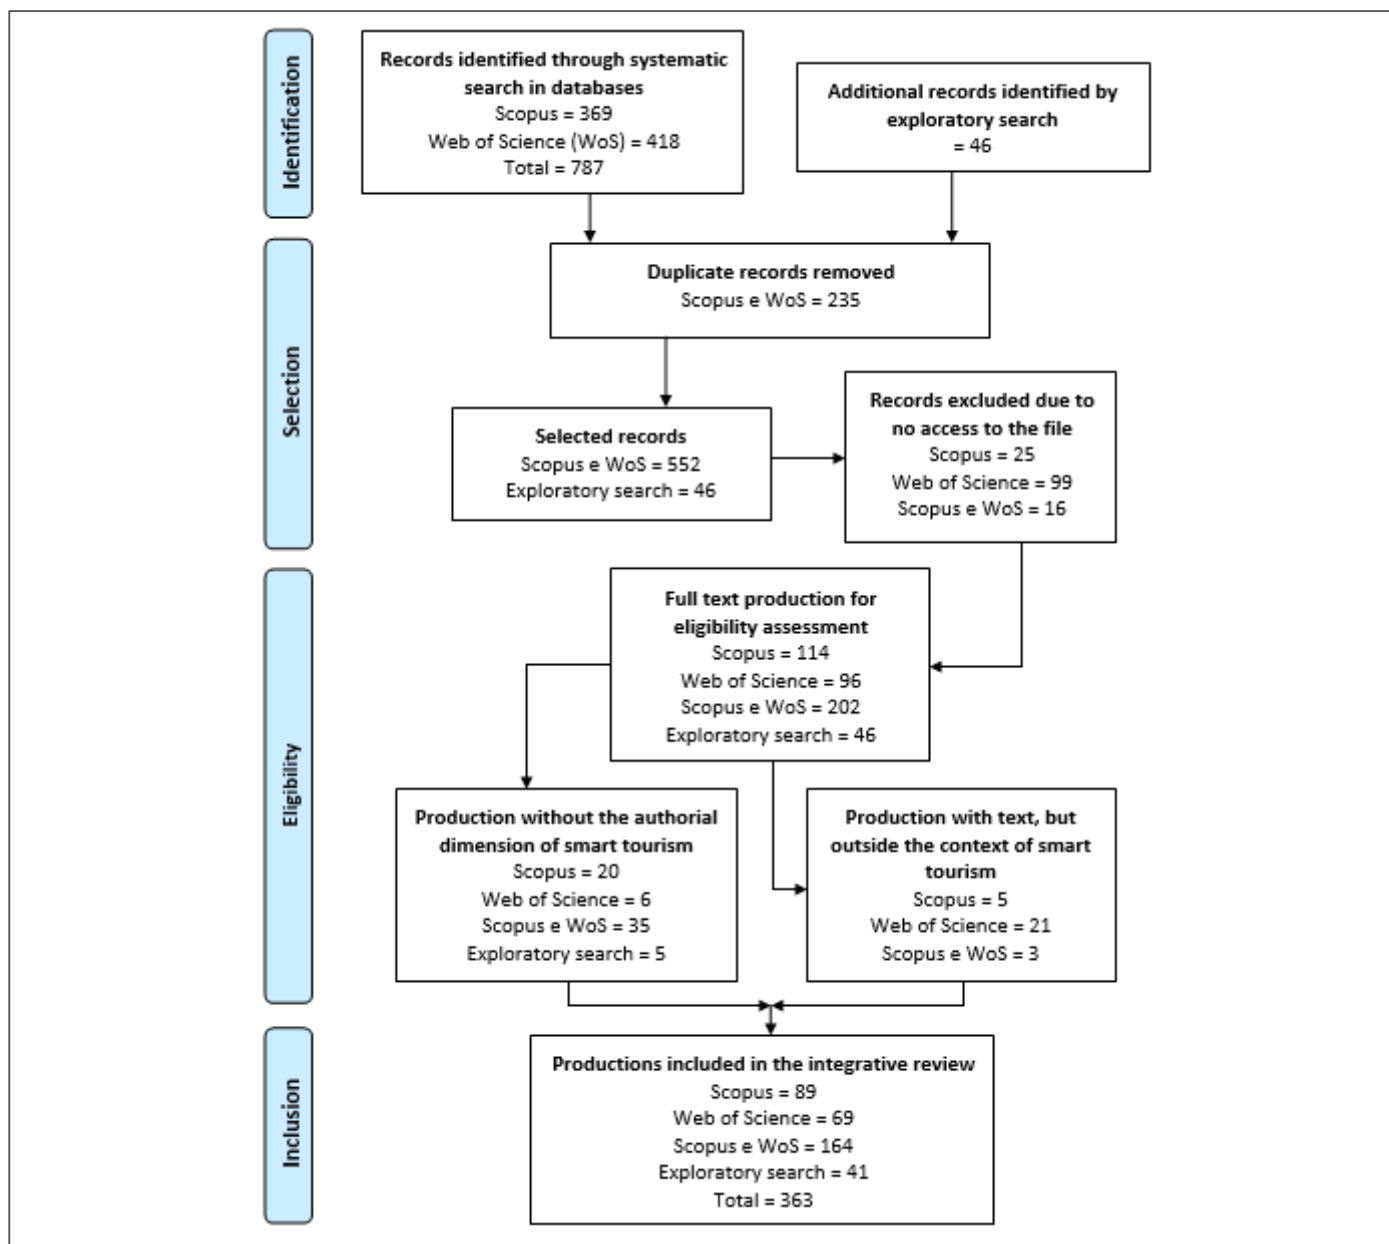 Identification
Records identified through systematic
search in databases
Scopus = 369
Web of Science (WoS) = 418
Total = 787
Additional records identified by
exploratory search
= 46
Selection
Duplicate records removed
Scopus e WoS = 235
Selected records
Scopus e WoS = 552
Exploratory search = 46
Records excluded due to
no access to the file
Scopus = 25
Web of Science = 99
Scopus e WoS = 16
Eligibility
Full text production for
eligibility assessment
Scopus = 114
Web of Science = 96
Scopus e WoS = 202
Exploratory search = 46
Production without the authorial
dimension of smart tourism
Scopus = 20
Web of Science = 6
Scopus e WoS = 35
Exploratory search = 5
Production with text, but
outside the context of smart
tourism
Scopus = 5
Web of Science = 21
Scopus e WoS = 3
Inclusion
Productions included in the integrative review
Scopus = 89
Web of Science = 69
Scopus e WoS = 164
Exploratory search = 41
Total = 363